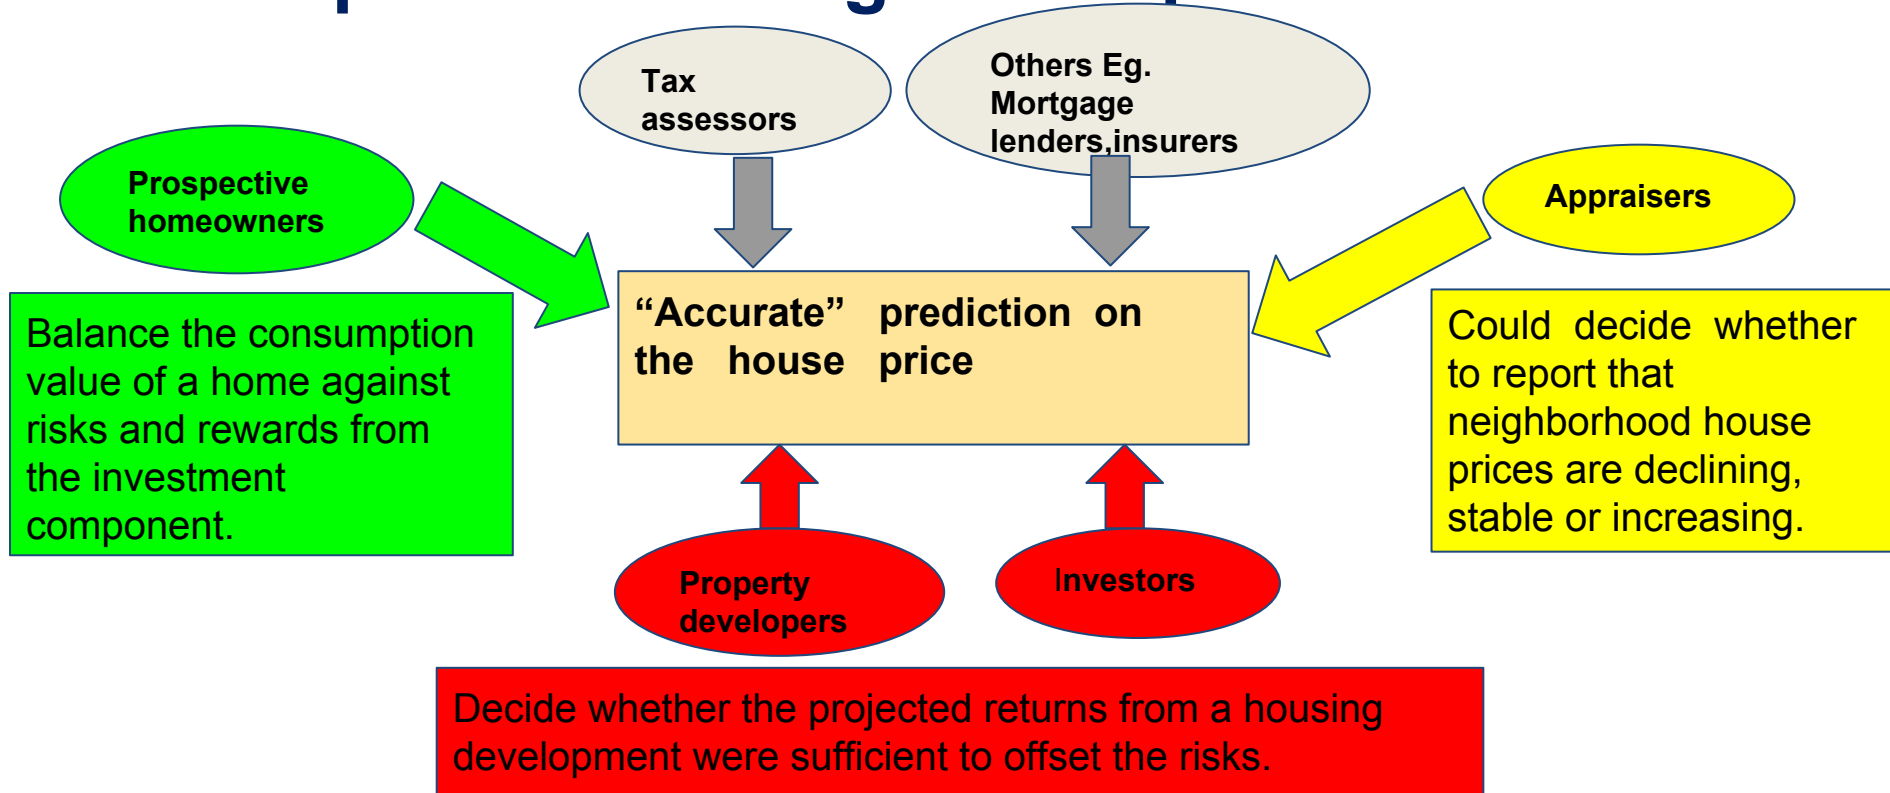 Tax
assessors
Others Eg.
Mortgage
lenders,insurers
Prospective
homeowners
Appraisers
“Accurate” prediction on
the house price
Balance the consumption
value of a home against
risks and rewards from
the investment
component.
Could decide whether
to report that
neighborhood house
prices are declining,
stable or increasing.
Property
developers
Investors
Decide whether the projected returns from a housing
development were sufficient to offset the risks.